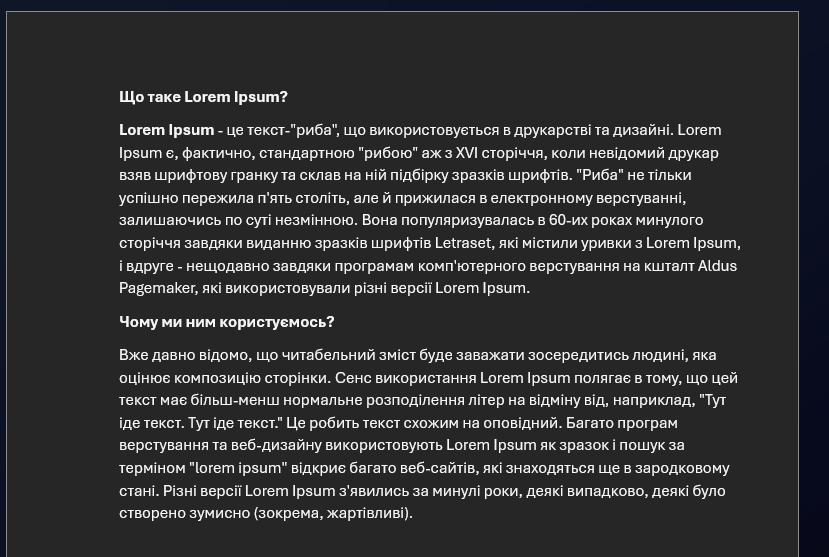 Що таке Lorem Ipsum?
Lorem Ipsum - це текст-"риба", що використовується в друкарстві та дизайні. Lorem
Ipsum є, фактично, стандартною "рибою" аж з XVI сторіччя, коли невідомий друкар
взяв шрифтову гранку та склав на ній підбірку зразків шрифтів. "Риба" не тільки
успішно пережила п'ять століть, але й прижилася в електронному верстуванні,
залишаючись по суті незмінною. Вона популяризувалась в 60-их роках минулого
сторіччя завдяки виданню зразків шрифтів Letraset, які містили уривки з Lorem Ipsum,
і вдруге - нещодавно завдяки програмам комп'ютерного верстування на кшталт Aldus
Pagemaker, які використовували різні версії Lorem Ipsum.
Чому ми ним користуємось?
Вже давно відомо, що читабельний зміст буде заважати зосередитись людині, яка
оцінює композицію сторінки. Сенс використання Lorem Ipsum полягає в тому, що цей
текст має більш-менш нормальне розподілення літер на відміну від, наприклад, "Тут
іде текст. Тут іде текст." Це робить текст схожим на оповідний. Багато програм
верстування та веб-дизайну використовують Lorem Ipsum як зразок і пошук за
терміном "lorem ipsum" відкриє багато веб-сайтів, які знаходяться ще в зародковому
стані. Різні версії Lorem Ipsum з'явились за минулі роки, деякі випадково, деякі було
створено зумисно (зокрема, жартівливі).